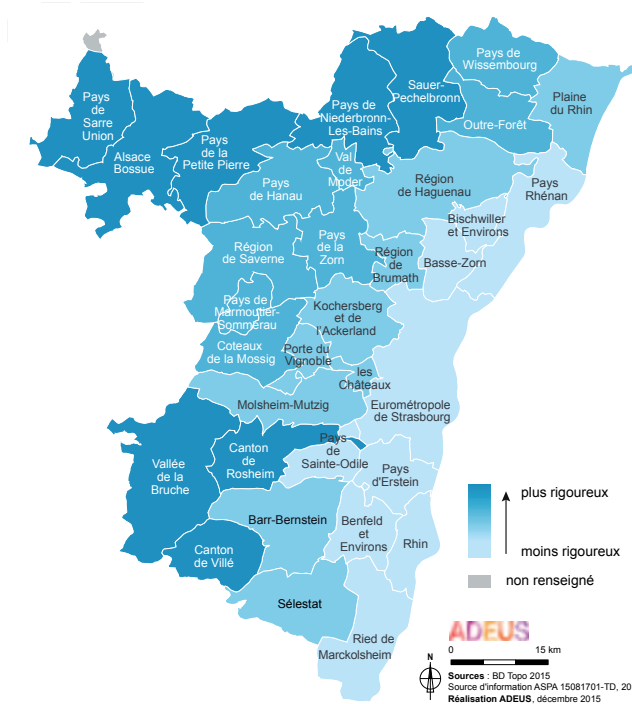 Pays de
Wissembourg
Sauer-
Pechelbronn
Plaine
du Rhin
Pays
de
Sarre
Union
Pays de
Niederbronn-
Les-Bains
Outre-Forêt
Alsace
Bossue
Pays
de la
Petite Pierre
Val
de
Moder
Pays
de Hanau
Région
de Haguenau
Pays
Rhénan
Bischwiller
et Environs
Région
de Saverne
Pays
de la
Zorn
Région
de
Brumath
Basse-Zorn
Pays de
Marmoutier-
Sommerau
Kochersberg
et de
l'Ackerland
Coteaux
de la Mossig
Porte du
Vignoble
les
Châteaux
Molsheim-Mutzig
Eurométropole
de Strasbourg
Vallée
de la
Bruche
Canton
de
Rosheim
Pays
de
Sainte-Odile
Pays
d'Erstein
Barr-Bernstein
Benfeld
et
Environs
Rhin
Canton
de Villé
Sélestat
Ried de
Marckolsheim
plus rigoureux
moins rigoureux
non renseigné
ADEUS
0 15 km
N
Sources : BD Topo 2015
Source d'information ASPA 15081701-TD, 20
Réalisation ADEUS, décembre 2015